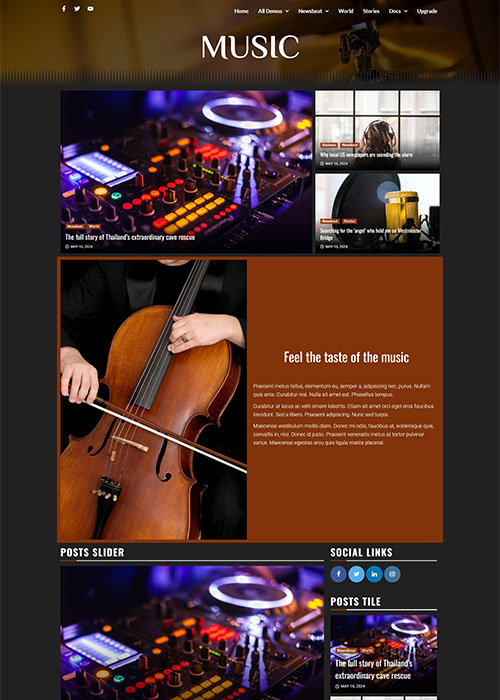 Home All Demos Newsbeat World Stories Docs Upgrade
MUSIC
Newsbeat World
The full story of Thailand's extraordinary cave rescue
MAY 10, 2024
Business Newsbeat
Why local US newspapers are sounding the alarm
MAY 10, 2024
Newsbeat Stories
Searching for the 'angel' who held me on Westminster
Bridge
MAY 10, 2024
Feel the taste of the music
Praesent metus tellus, elementum eu, semper a, adipiscing nec, purus. Nullam
quis ante. Curabitur nisi. Nulla sit amet est. Phasellus tempus.
Curabitur at lacus ac velit ornare lobortis. Etiam sit amet orci eget eros faucibus
tincidunt. Sed a libero. Praesent adipiscing. Nunc sed turpis.
Maecenas vestibulum mollis diam. Donec mi odio, faucibus at, scelerisque quis,
convallis in, nisi. Donec id justo. Praesent venenatis metus at tortor pulvinar
varius. Maecenas egestas arcu quis ligula mattis placerat.
POSTS SLIDER
SOCIAL LINKS
POSTS TILE
Newsbeat World
The full story of Thailand's
extraordinary cave rescue
MAY 10, 2024